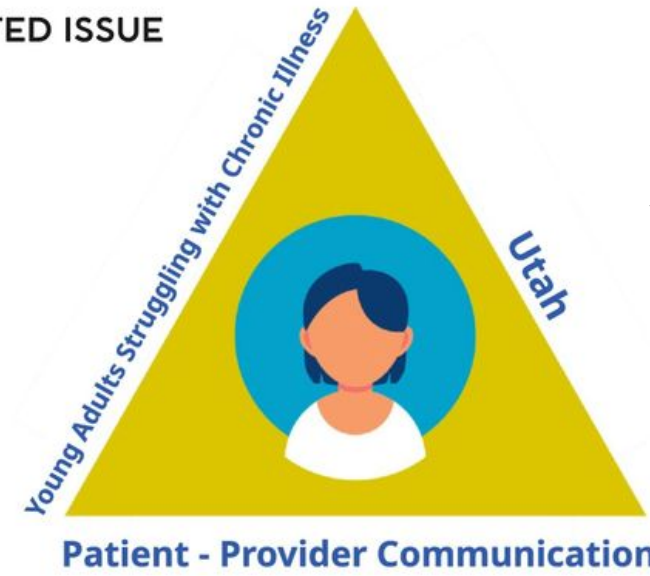 TED ISSUE
Young Adults Struggling with Chronic Illness
Utah
Patient - Provider Communication